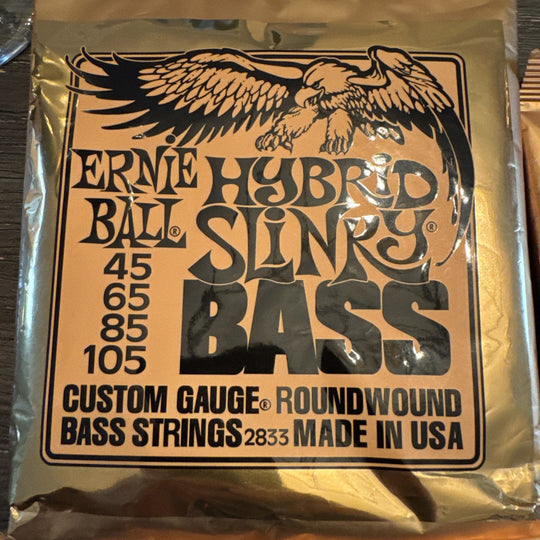 ERNIE BALL®
HYBRID SLINKY®
BASS
45
65
85
105
CUSTOM GAUGE® ROUNDWOUND
BASS STRINGS 2833 MADE IN USA